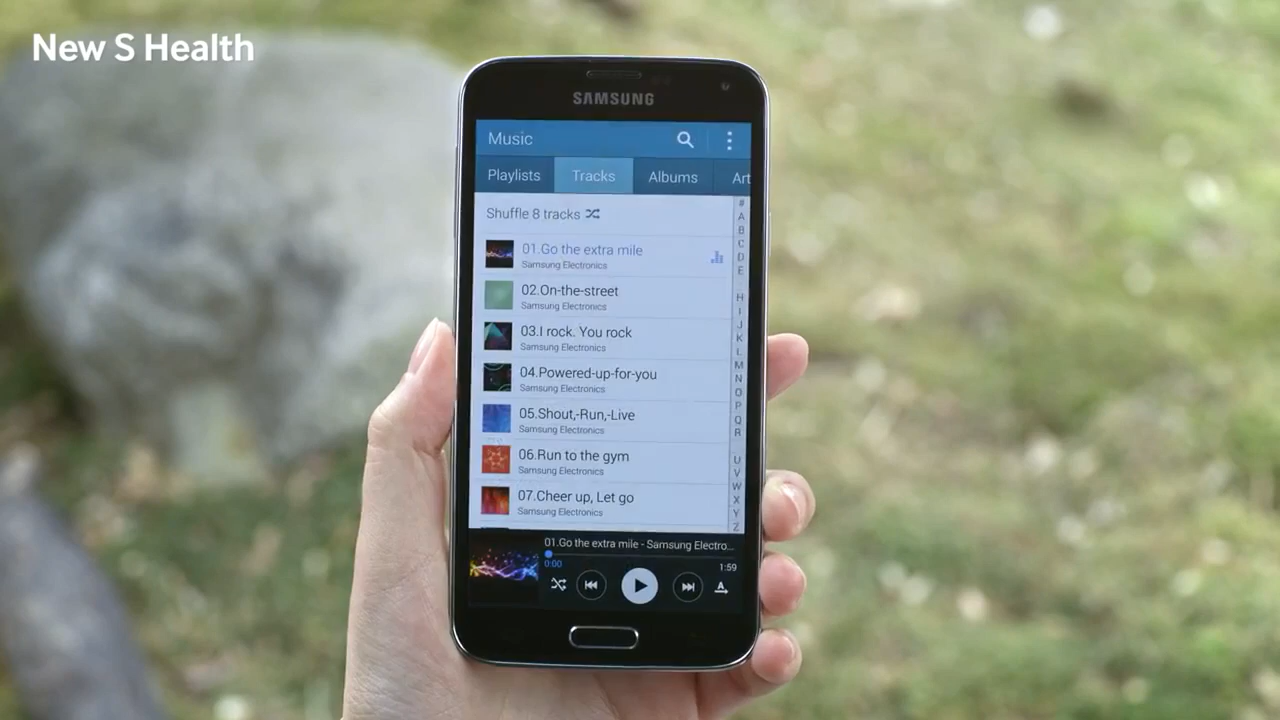 New S Health
SAMSUNG
Music
Playlists Tracks Albums Art
Shuffle 8 tracks
01.Go the extra mile
Samsung Electronics
02.On-the-street
Samsung Electronics
03.I rock. You rock
Samsung Electronics
04.Powered-up-for-you
Samsung Electronics
05.Shout,-Run,-Live
Samsung Electronics
06.Run to the gym
Samsung Electronics
07.Cheer up, Let go
Samsung Electronics
#
A
B
C
D
E
H
I
J
K
L
M
N
O
P
Q
R
U
V
W
X
Y
Z
01.Go the extra mile - Samsung Electro...
0:00 1:59
A